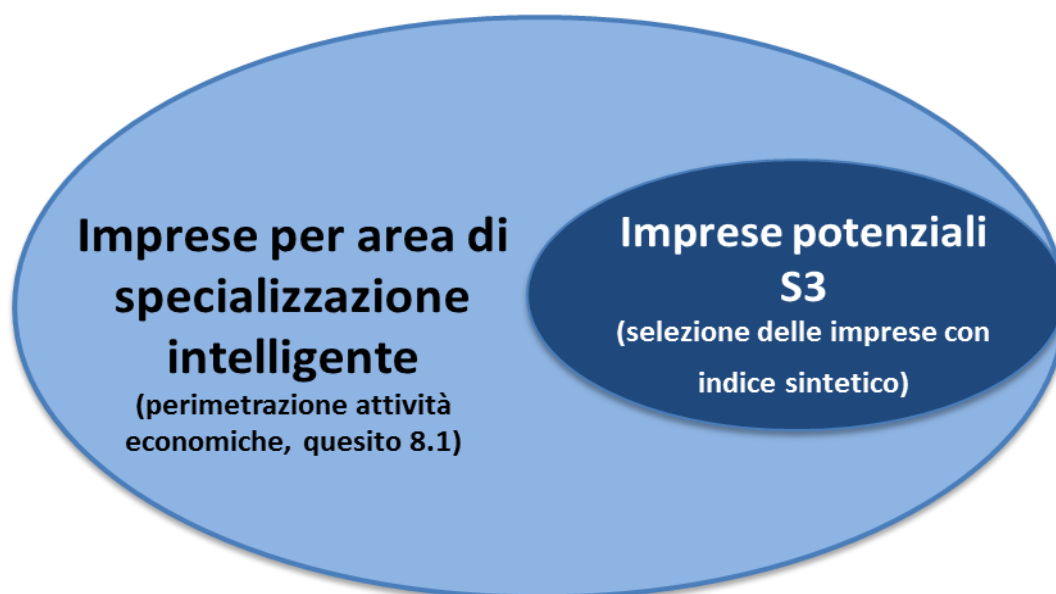 Imprese per area di
specializzazione
intelligente
(perimetrazione attività
economiche, quesito 8.1)
Imprese potenziali
S3
(selezione delle imprese con
indice sintetico)